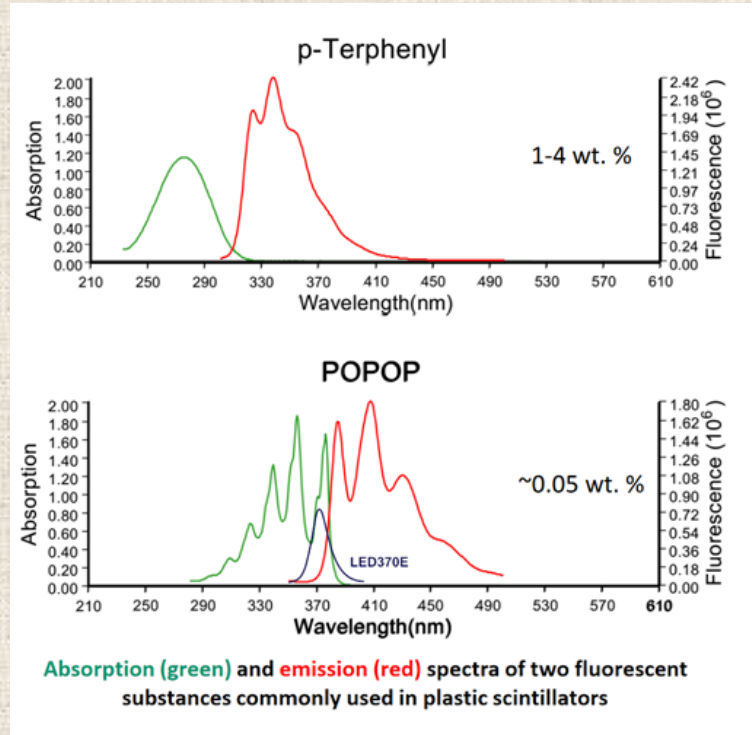 p-Terphenyl
2.00
1.80
1.60
1.40
1.20
1.00
0.80
0.60
0.40
0.20
0.00
Absorption
2.42
2.18
1.94
1.69
1.45
1.21
0.97
0.73
0.48
0.24
0.00
Fluorescence (10⁶)
1-4 wt. %
210 250 290 330 370 410 450 490 530 570 610
Wavelength(nm)
POPOP
2.00
1.80
1.60
1.40
1.20
1.00
0.80
0.60
0.40
0.20
0.00
Absorption
1.80
1.62
1.44
1.26
1.08
0.90
0.72
0.54
0.36
0.18
0.00
Fluorescence (10⁶)
~0.05 wt. %
LED370E
210 250 290 330 370 410 450 490 530 570 610
Wavelength(nm)
Absorption (green) and emission (red) spectra of two fluorescent
substances commonly used in plastic scintillators